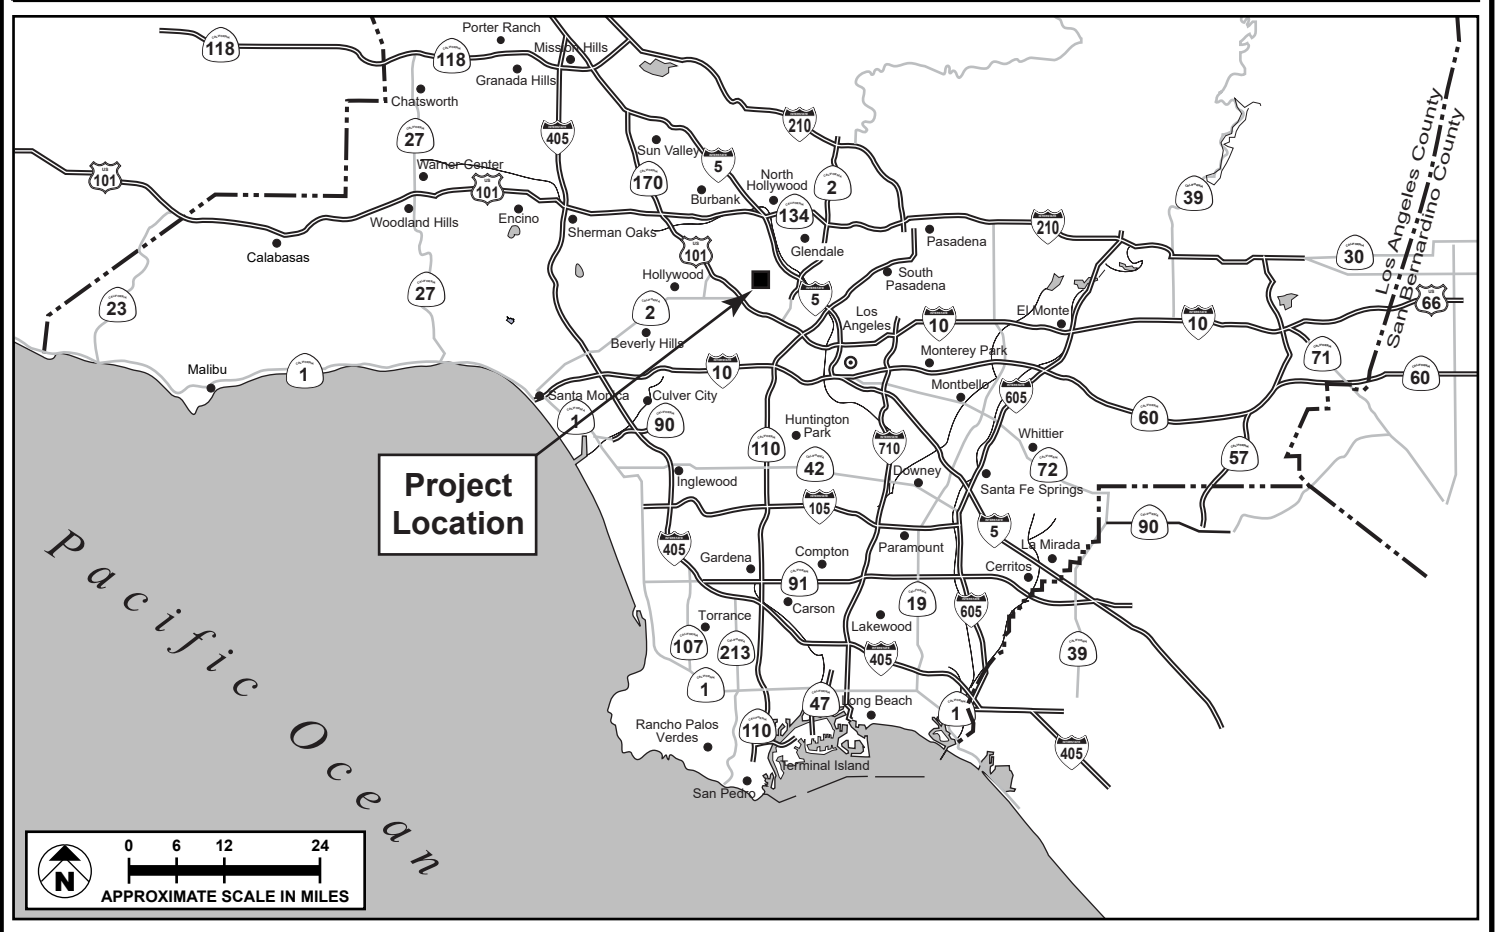 Porter Ranch
118
118
Mission Hills
Granada Hills
Chatsworth
27
405
210
Sun Valley
5
Warner Center
US
101
US
101
170
North
Hollywood
2
39
Burbank
134
Woodland Hills
Encino
Sherman Oaks
210
Pasadena
Los Angeles County
San Bernardino County
Calabasas
US
101
Glendale
30
Hollywood
South
Pasadena
23
27
2
5
Los
Angeles
10
El Monte
10
US
66
Beverly Hills
Monterey Park
71
Malibu
1
10
Montbello
605
60
Santa Monica
Culver City
1
90
Huntington
Park
60
110
710
Whittier
57
42
72
Downey
Inglewood
Santa Fe Springs
Project
Location
105
5
90
405
Paramount
La Mirada
Gardena
Compton
Cerritos
91
Carson
19
605
Torrance
Lakewood
107
213
405
39
1
47
Long Beach
1
Rancho Palos
Verdes
110
405
Terminal Island
San Pedro
Pacific Ocean
0 6 12 24
N
APPROXIMATE SCALE IN MILES